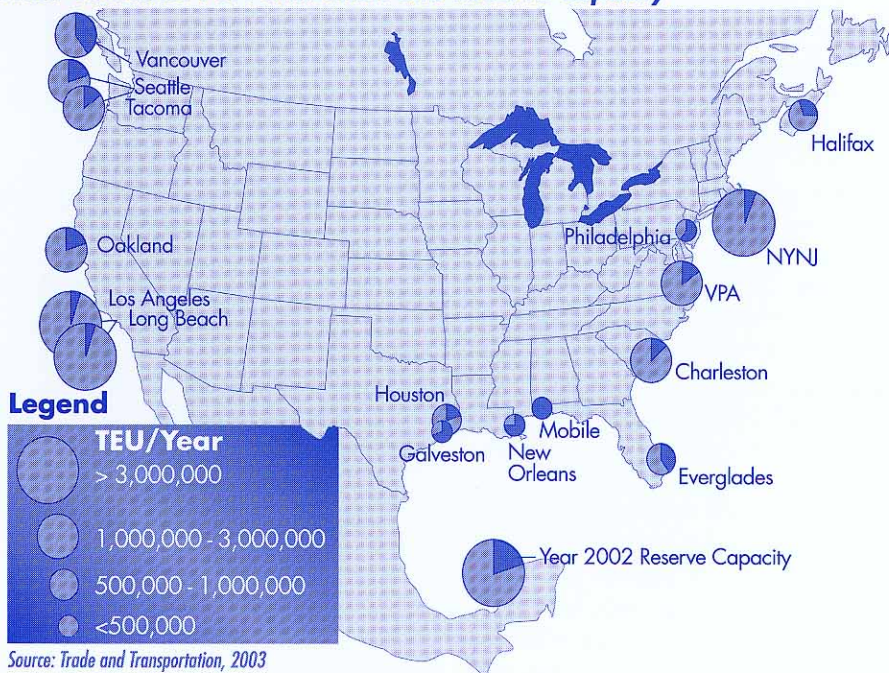 Vancouver
Seattle
Tacoma
Halifax
Oakland
Philadelphia
NYNJ
Los Angeles
Long Beach
VPA
Charleston
Houston
Galveston
New
Orleans
Mobile
Everglades
Legend
TEU/Year
> 3,000,000
1,000,000 - 3,000,000
500,000 - 1,000,000
<500,000
Year 2002 Reserve Capacity
Source: Trade and Transportation, 2003